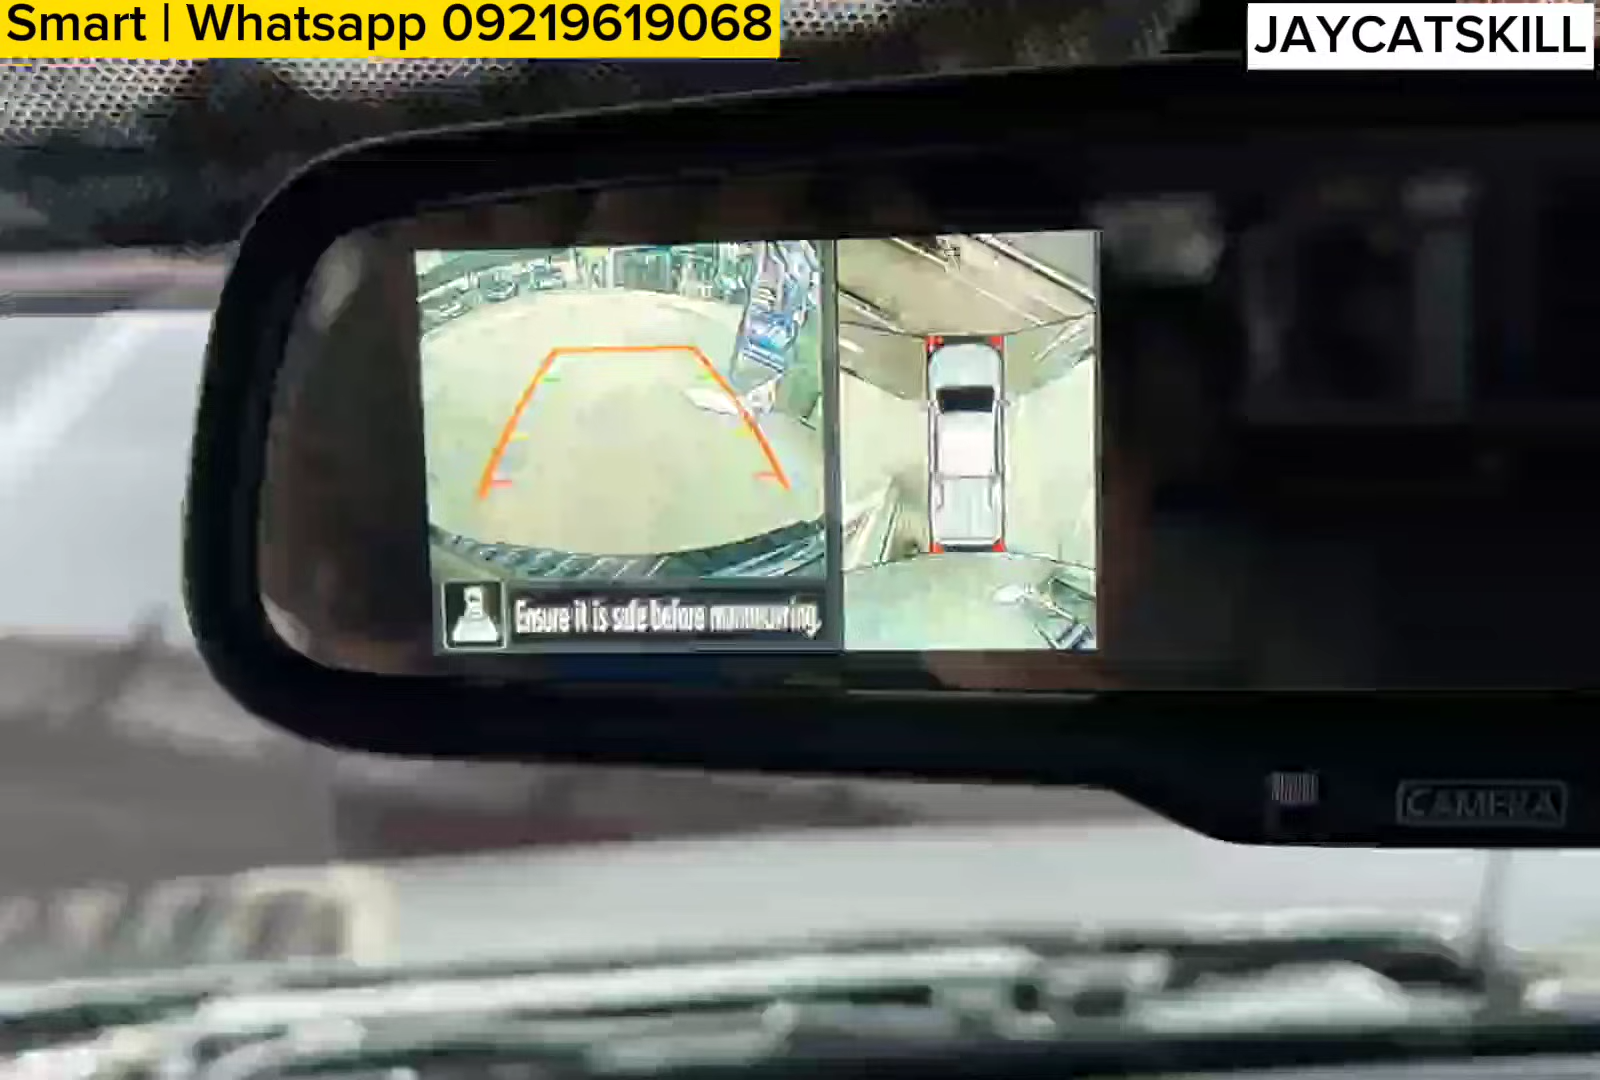 Smart | Whatsapp 09219619068
JAYCATSKILL
Ensure it is safe before manoeuvring.
CAMERA